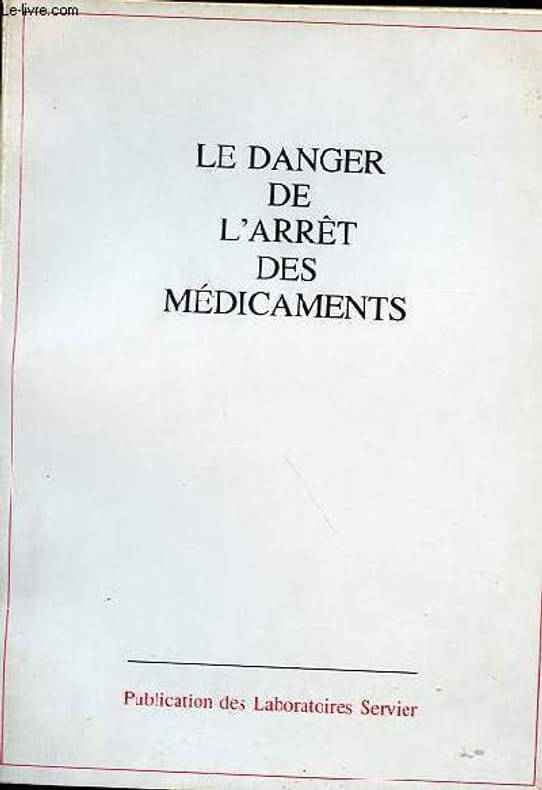 Le-livre.com
LE DANGER
DE
L'ARRÊT
DES
MÉDICAMENTS
Publication des Laboratoires Servier